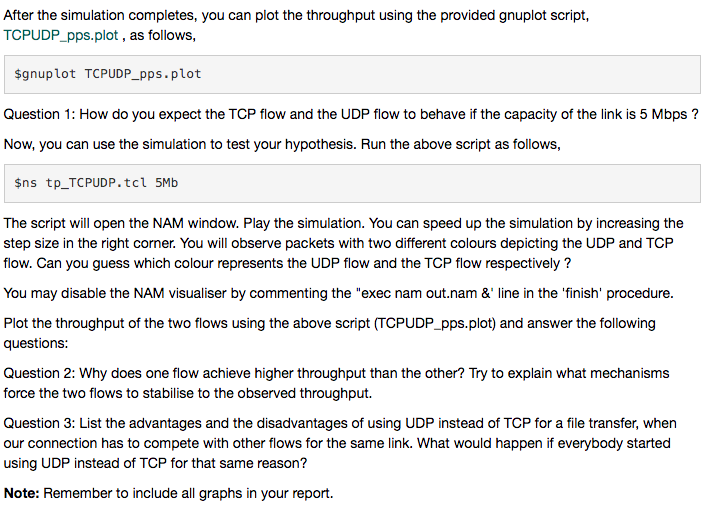 After the simulation completes, you can plot the throughput using the provided gnuplot script,
TCPUDP_pps.plot , as follows,
$gnuplot TCPUDP_pps.plot
Question 1: How do you expect the TCP flow and the UDP flow to behave if the capacity of the link is 5 Mbps ?
Now, you can use the simulation to test your hypothesis. Run the above script as follows,
$ns tp_TCPUDP.tcl 5Mb
The script will open the NAM window. Play the simulation. You can speed up the simulation by increasing the
step size in the right corner. You will observe packets with two different colours depicting the UDP and TCP
flow. Can you guess which colour represents the UDP flow and the TCP flow respectively ?
You may disable the NAM visualiser by commenting the "exec nam out.nam &' line in the 'finish' procedure.
Plot the throughput of the two flows using the above script (TCPUDP_pps.plot) and answer the following
questions:
Question 2: Why does one flow achieve higher throughput than the other? Try to explain what mechanisms
force the two flows to stabilise to the observed throughput.
Question 3: List the advantages and the disadvantages of using UDP instead of TCP for a file transfer, when
our connection has to compete with other flows for the same link. What would happen if everybody started
using UDP instead of TCP for that same reason?
Note: Remember to include all graphs in your report.